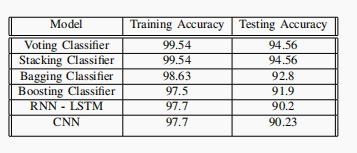 Model Training Accuracy Testing Accuracy
Voting Classifier 99.54 94.56
Stacking Classifier 99.54 94.56
Bagging Classifier 98.63 92.8
Boosting Classifier 97.5 91.9
RNN - LSTM 97.7 90.2
CNN 97.7 90.23